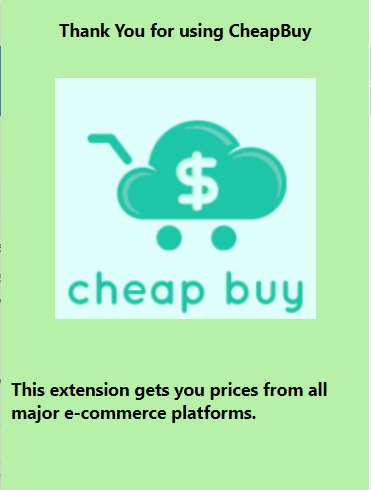 Thank You for using CheapBuy
$
cheap buy
This extension gets you prices from all
major e-commerce platforms.